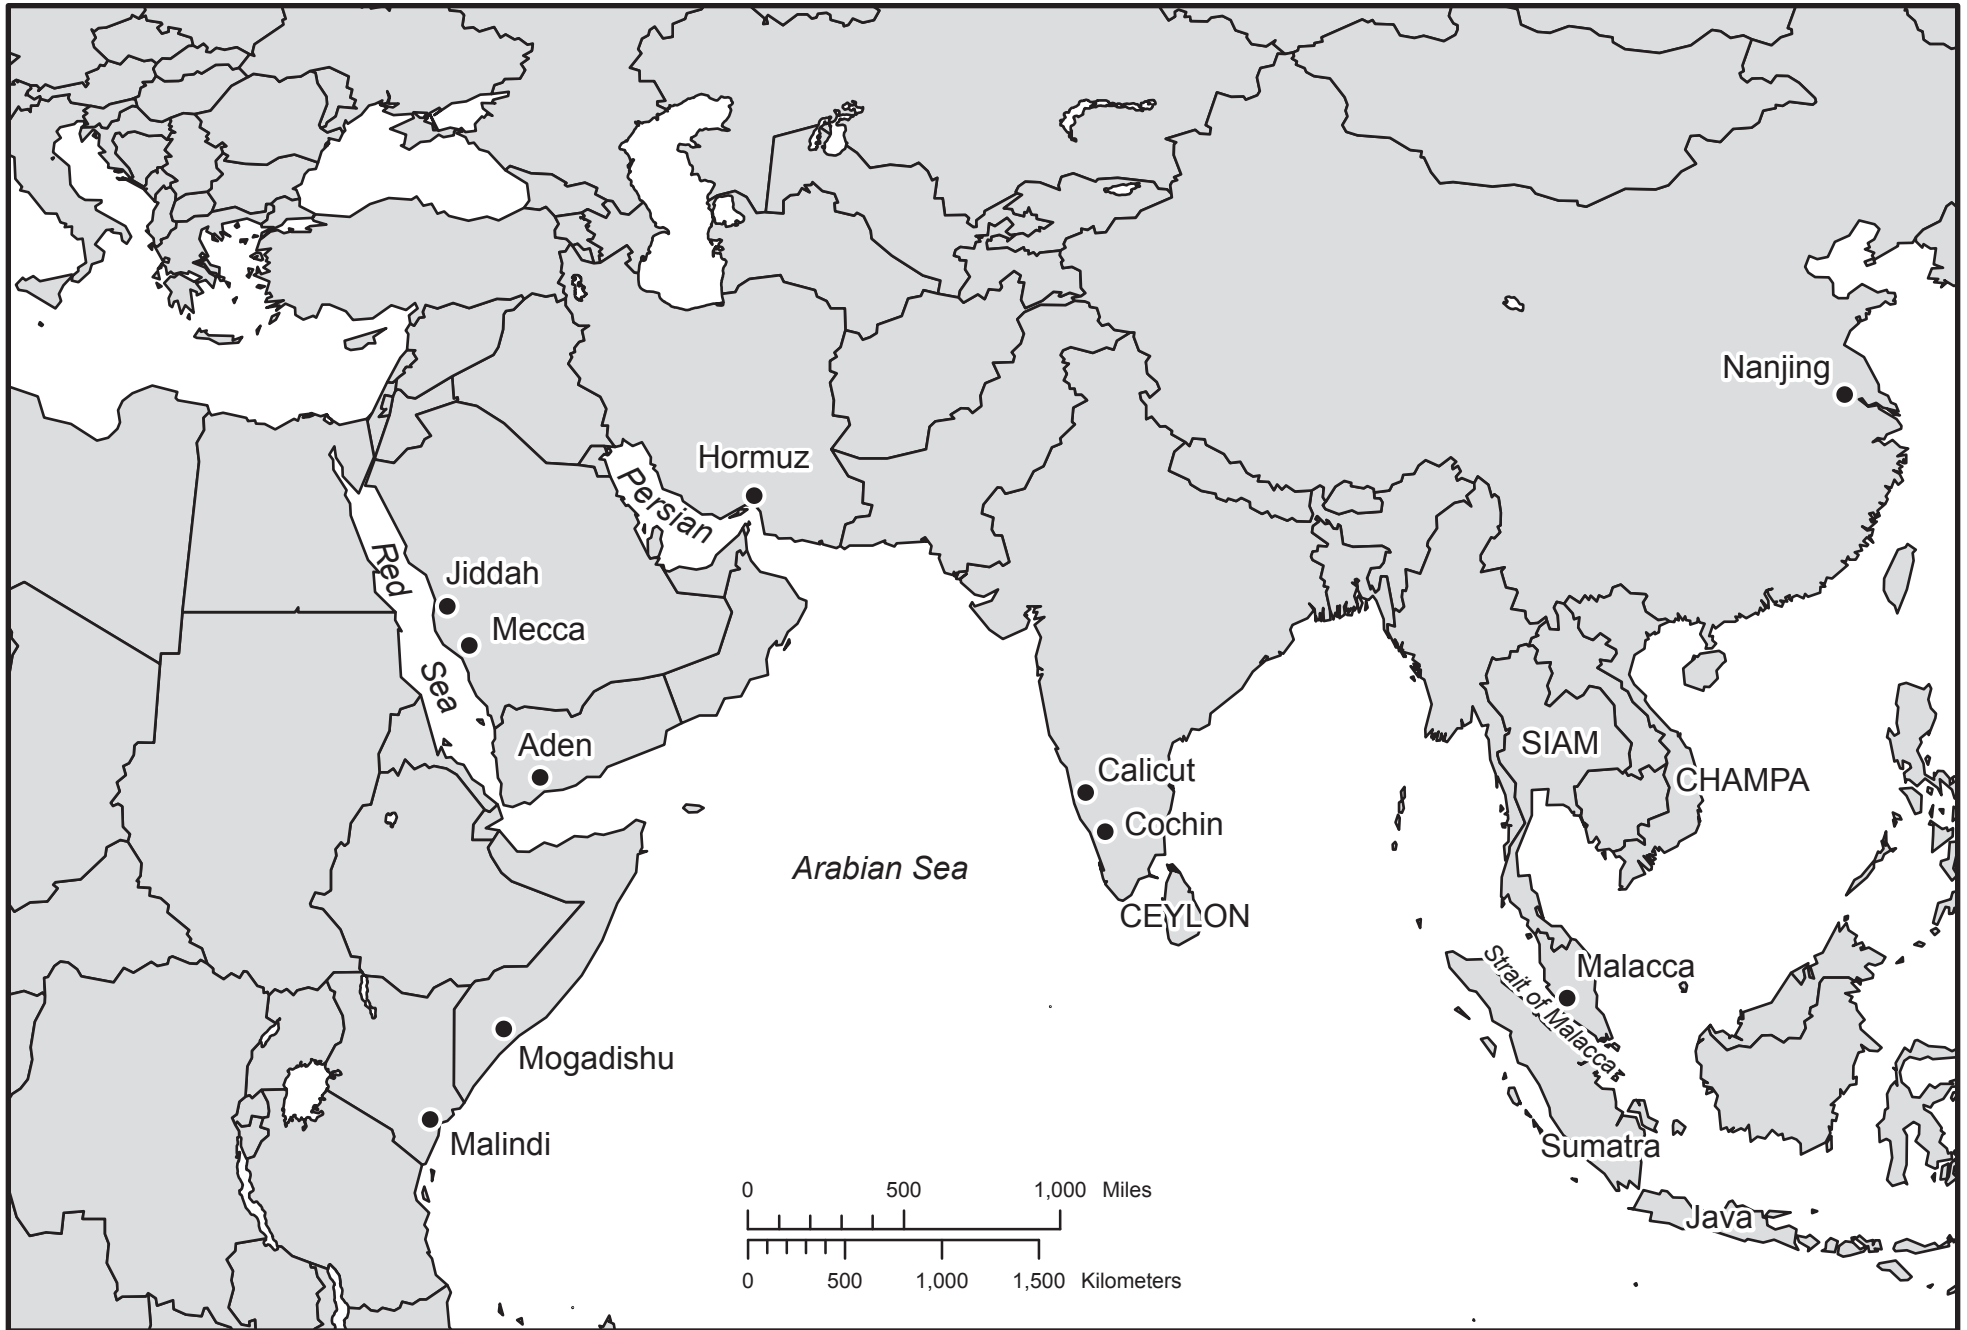 Nanjing
Hormuz
Persian
Red
Sea
Jiddah
Mecca
Aden
SIAM
CHAMPA
Calicut
Cochin
Arabian Sea
CEYLON
Strait of Malacca
Malacca
Mogadishu
Malindi
Sumatra
Java
0 500 1,000 Miles
0 500 1,000 1,500 Kilometers